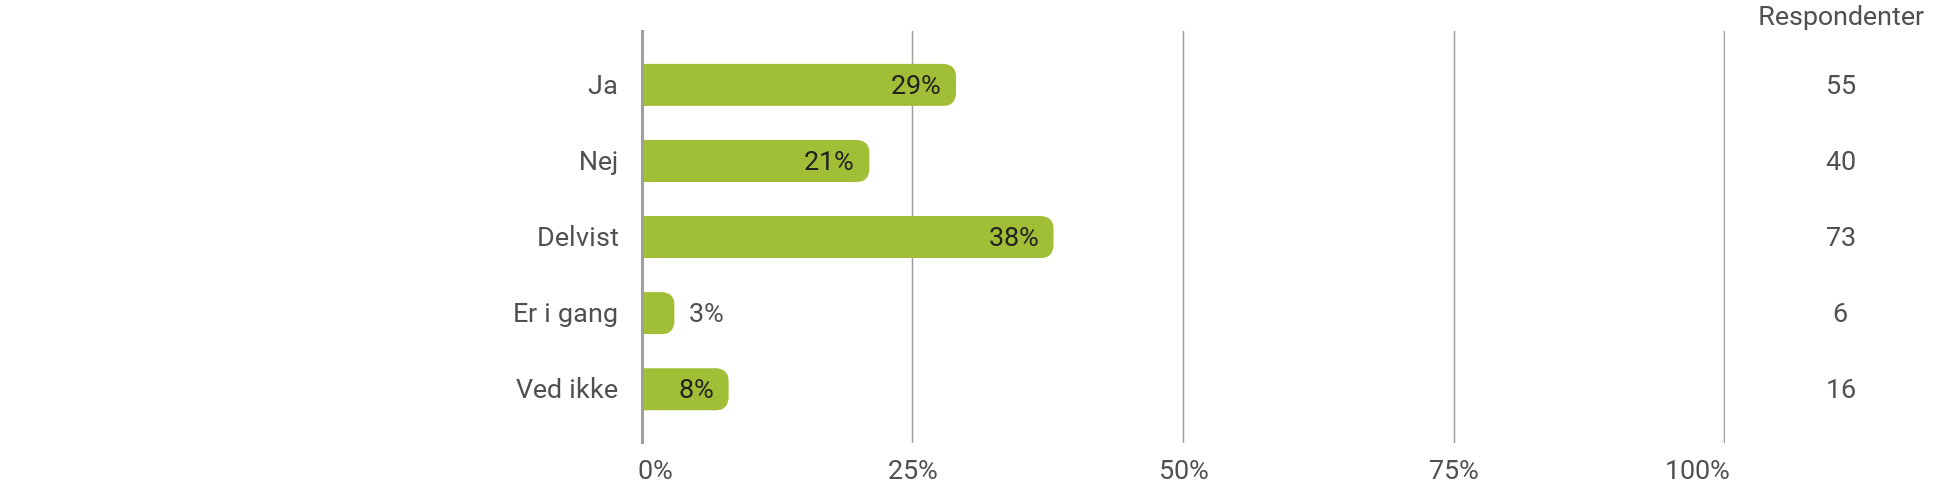 Respondenter
Ja 29% 55
Nej 21% 40
Delvist 38% 73
Er i gang 3% 6
Ved ikke 8% 16
0% 25% 50% 75% 100%